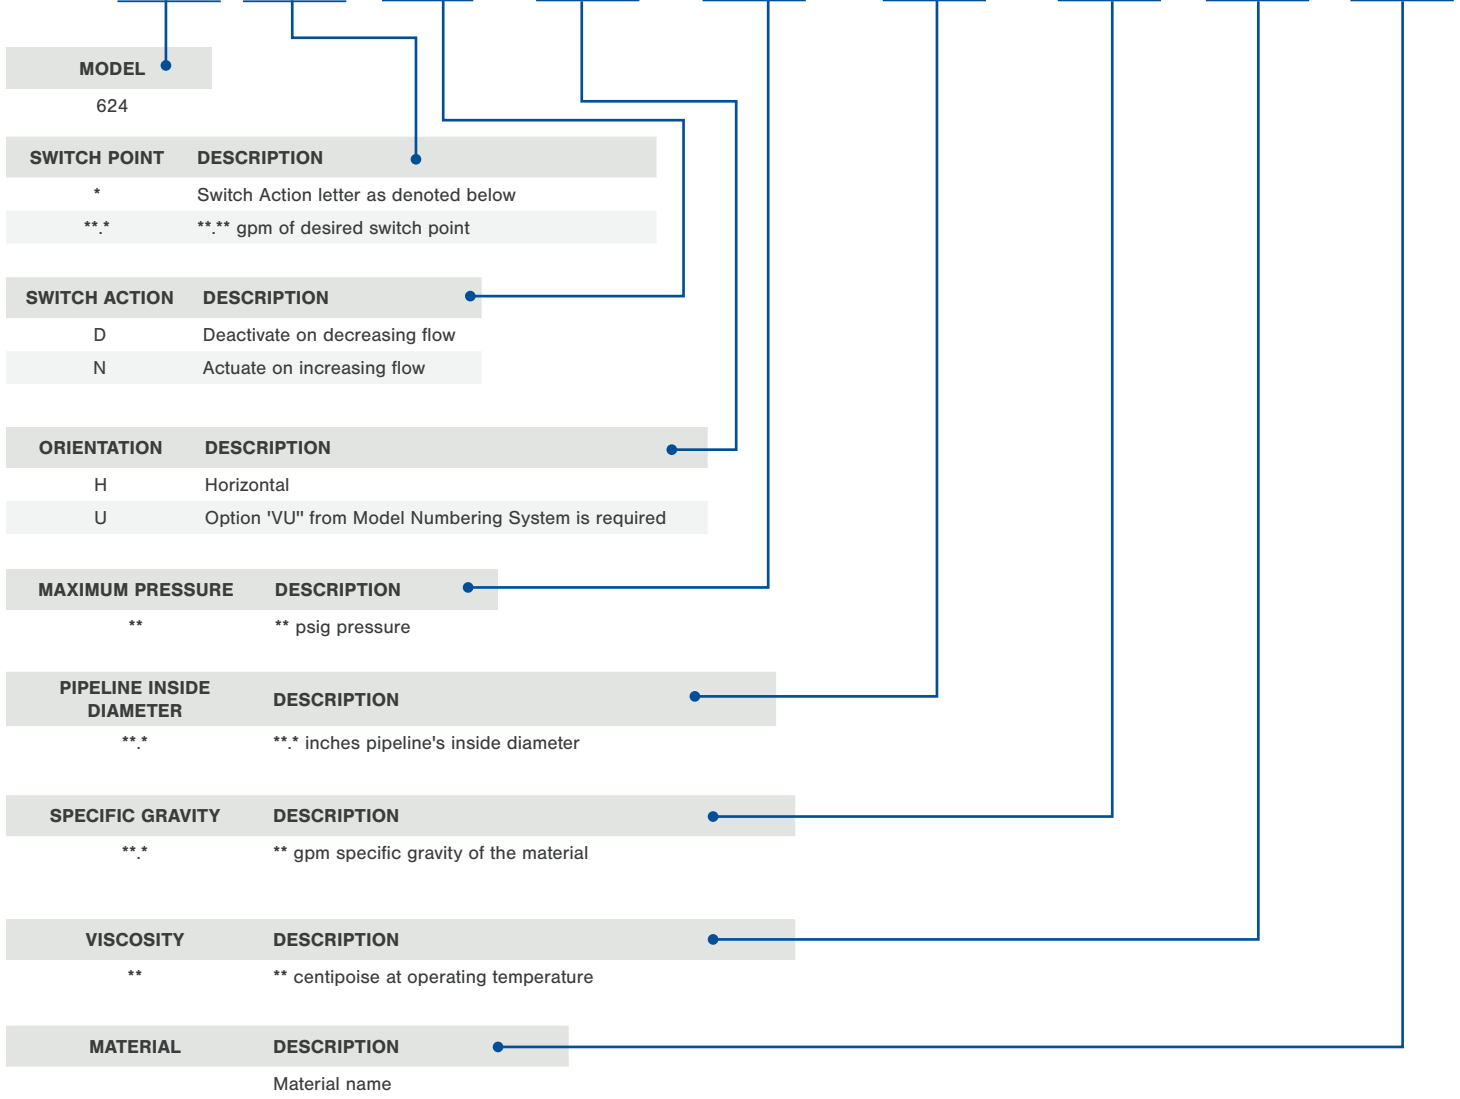 MODEL
624
SWITCH POINT DESCRIPTION
* Switch Action letter as denoted below
**.* **.** gpm of desired switch point
SWITCH ACTION DESCRIPTION
D Deactivate on decreasing flow
N Actuate on increasing flow
ORIENTATION DESCRIPTION
H Horizontal
U Option 'VU" from Model Numbering System is required
MAXIMUM PRESSURE DESCRIPTION
** ** psig pressure
PIPELINE INSIDE
DIAMETER DESCRIPTION
**.* **.* inches pipeline's inside diameter
SPECIFIC GRAVITY DESCRIPTION
**.* ** gpm specific gravity of the material
VISCOSITY DESCRIPTION
** ** centipoise at operating temperature
MATERIAL DESCRIPTION
Material name